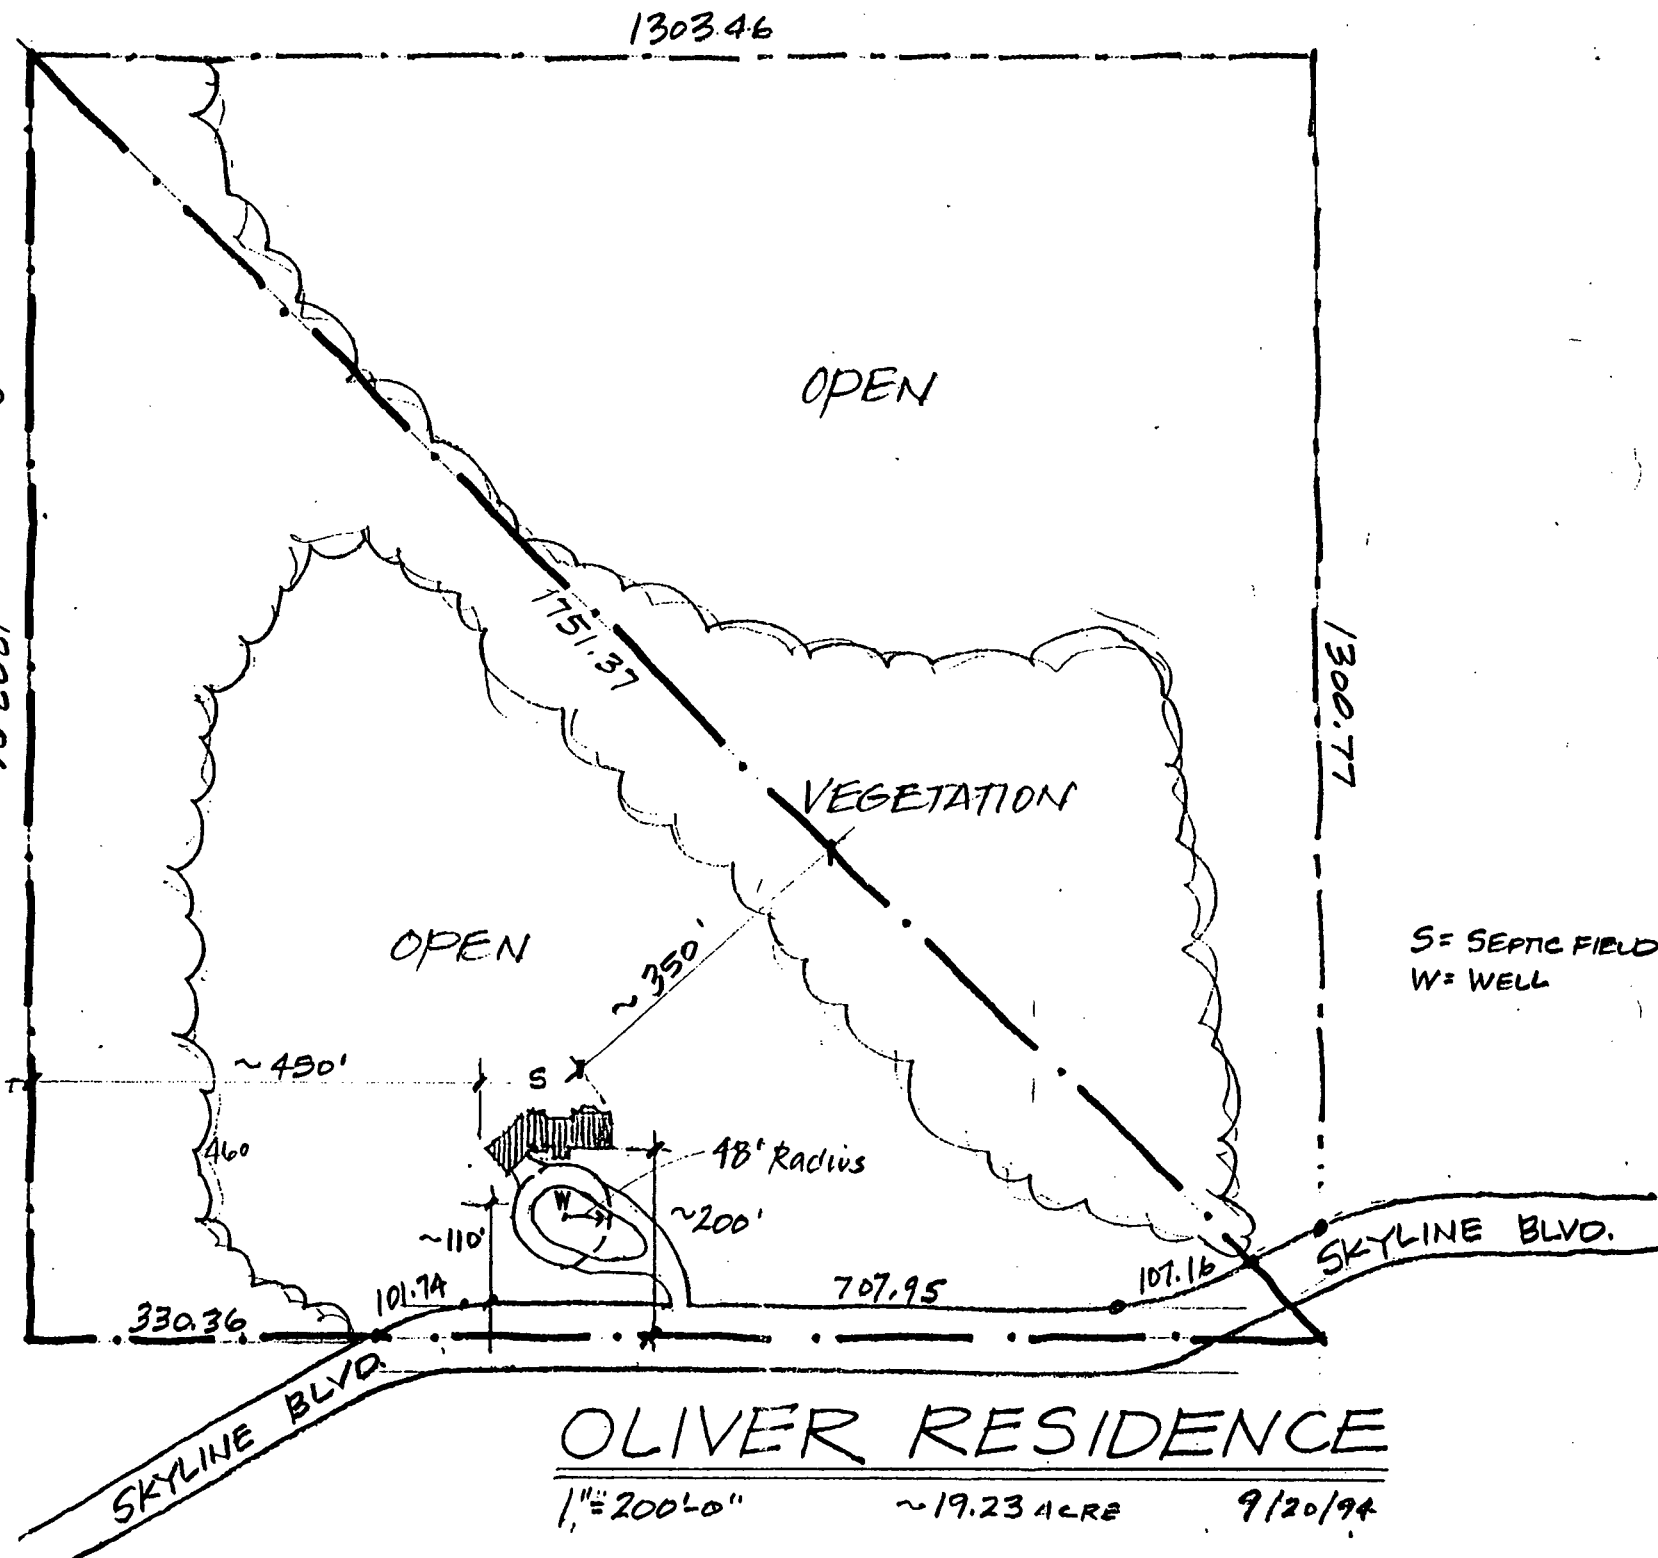 1303.46
OPEN
1751.37
1300.77
VEGETATION
OPEN
~350'
S= SEPTIC FIELD
W= WELL
~450'
S
460
48' Radius
W
~200'
~110'
101.74
707.95
107.16
SKYLINE BLVD.
330.36
SKYLINE BLVD.
OLIVER RESIDENCE
1"=200'-0" ~19.23 ACRE 9/20/94